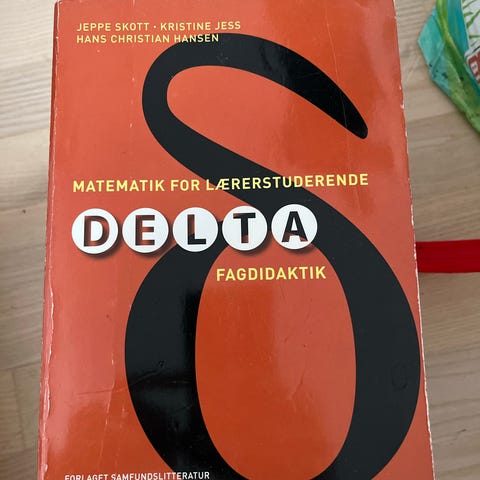 JEPPE SKOTT · KRISTINE JESS
HANS CHRISTIAN HANSEN
MATEMATIK FOR LÆRERSTUDERENDE
DELTA
FAGDIDAKTIK
FORLAGET SAMFUNDSLITTERATUR